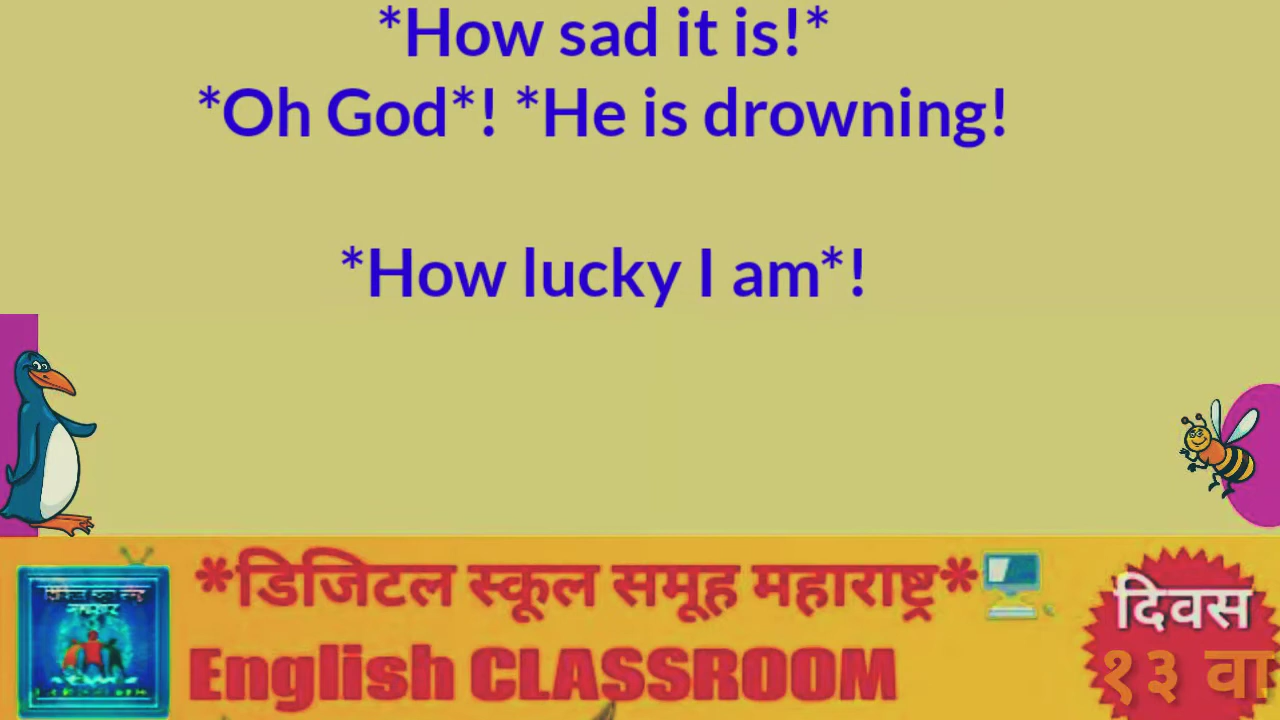 *How sad it is!*
*Oh God*! *He is drowning!
*How lucky I am*!
*डिजिटल स्कूल समूह महाराष्ट्र*
English CLASSROOM
दिवस
१३ वा